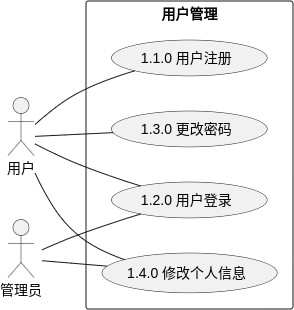 用户管理
1.1.0 用户注册
1.3.0 更改密码
用户
1.2.0 用户登录
1.4.0 修改个人信息
管理员